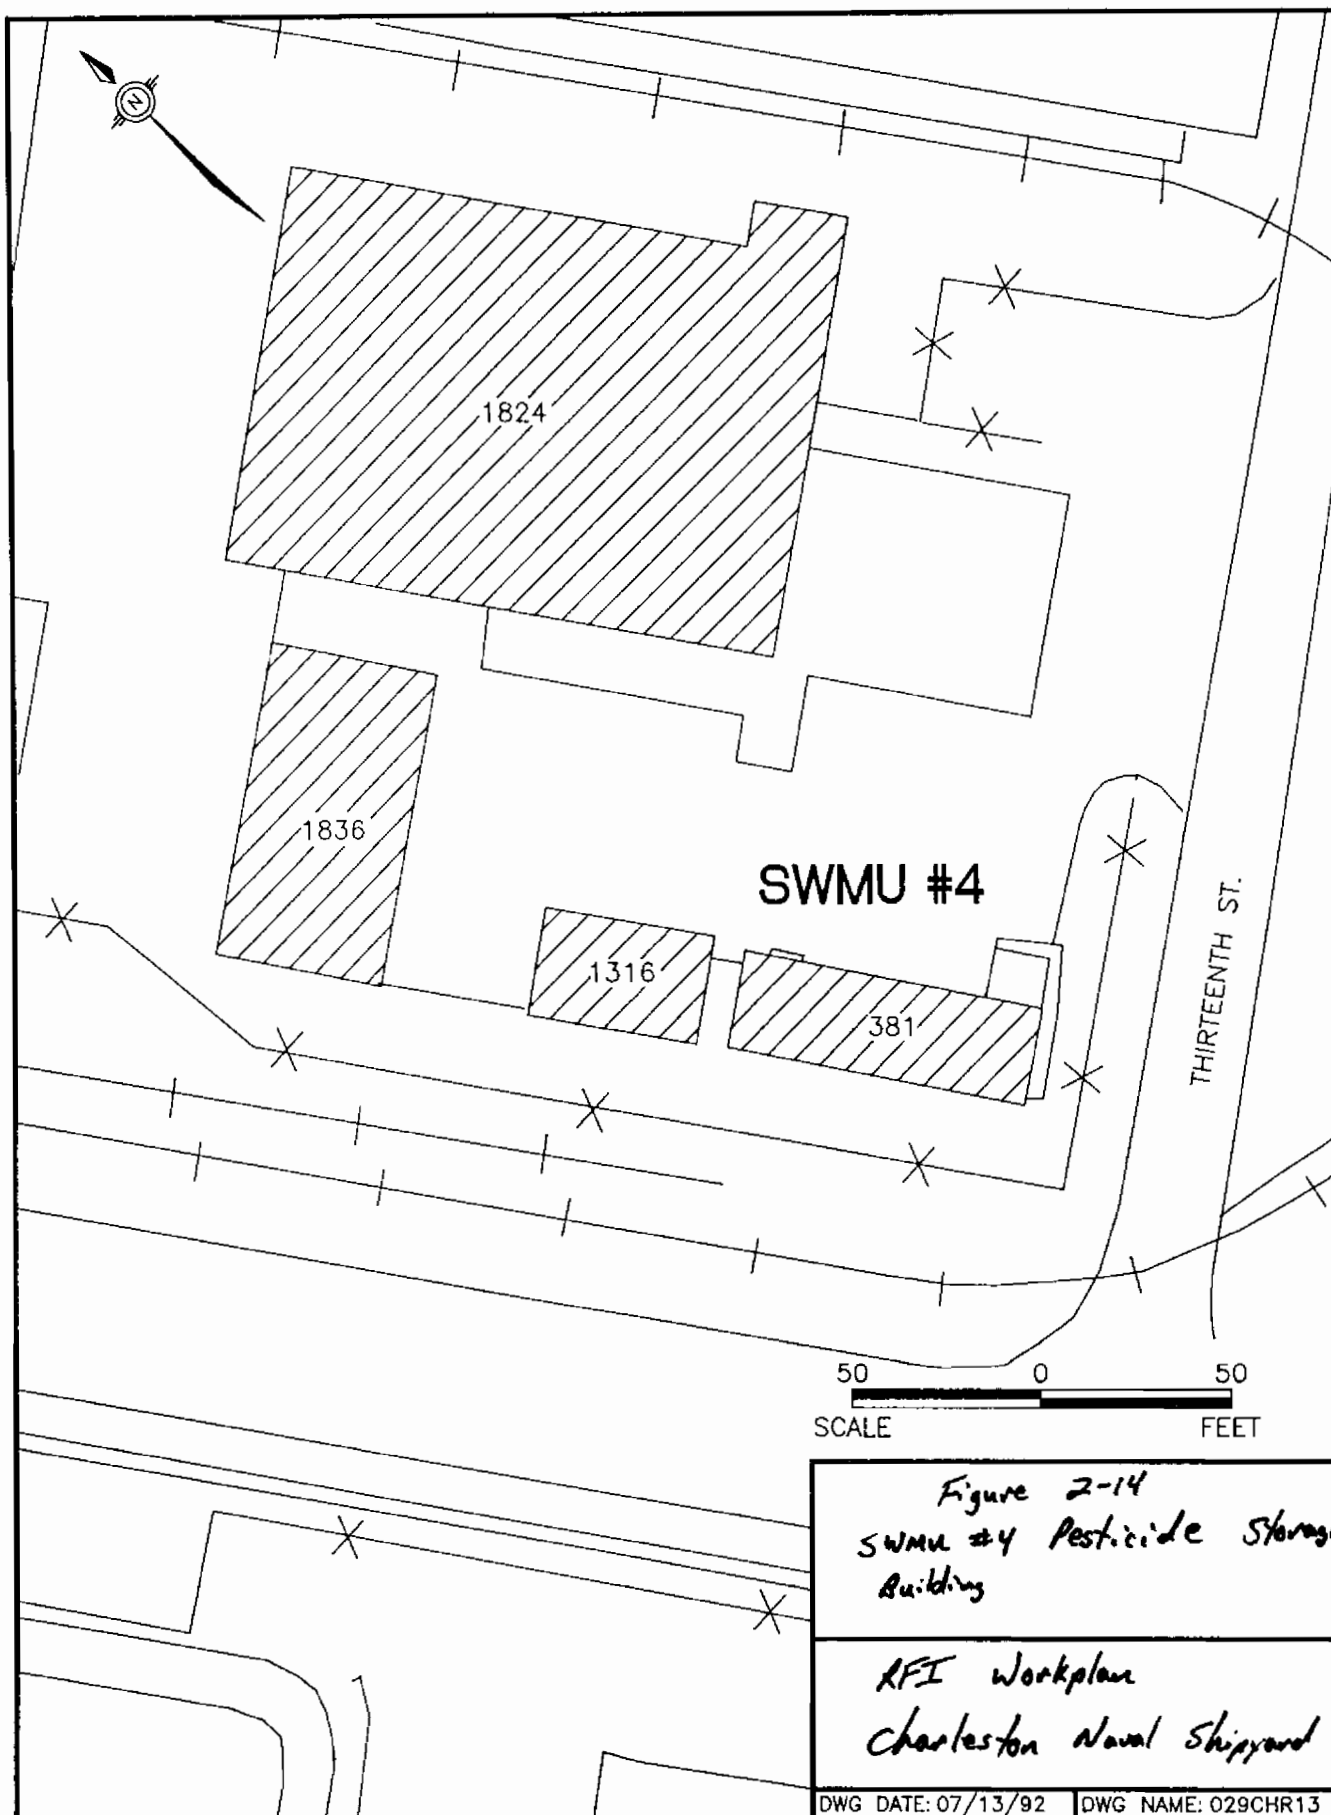 N
1824
1836
SWMU #4
1316
381
THIRTEENTH ST.
50 0 50
SCALE FEET
Figure 2-14
SWMU #4 Pesticide Storag
Building
RFI Workplan
Charleston Naval Shipyard
DWG DATE: 07/13/92 DWG NAME: 029CHR13